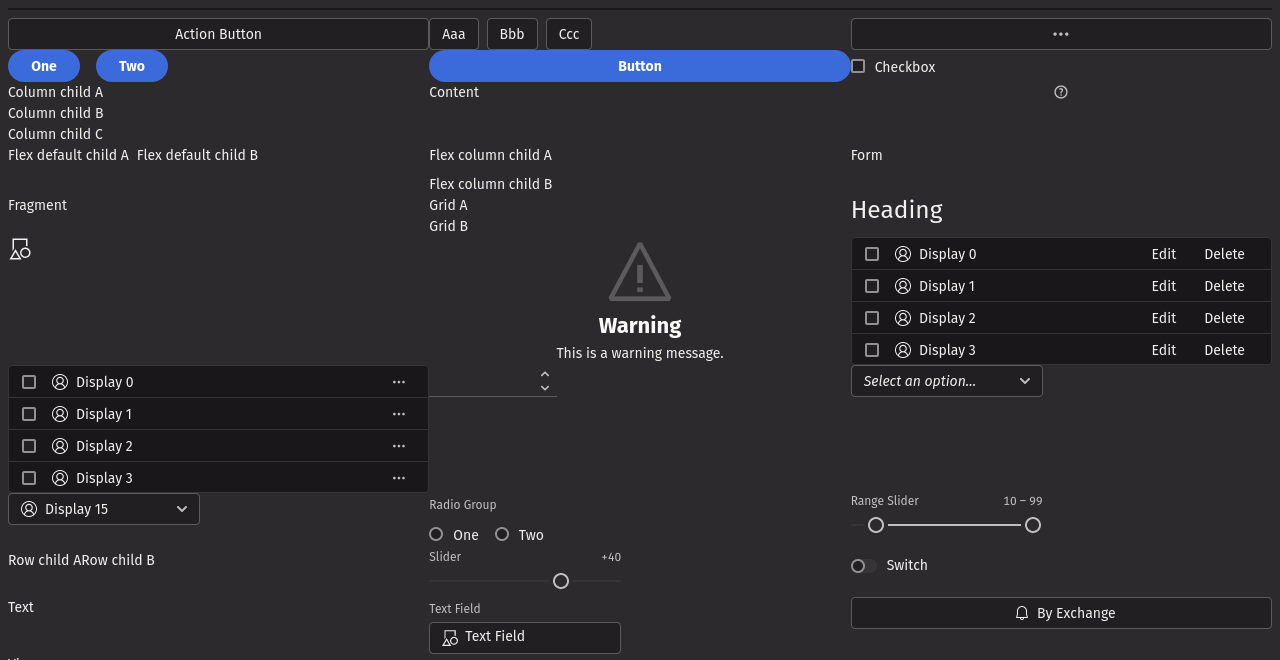 Action Button
Aaa Bbb Ccc
One Two
Button
Checkbox
Column child A
Column child B
Column child C
Content
Flex default child A Flex default child B
Flex column child A
Flex column child B
Form
Fragment
Grid A
Grid B
Heading
Warning
This is a warning message.
Display 0 Edit Delete
Display 1 Edit Delete
Display 2 Edit Delete
Display 3 Edit Delete
Display 0
Display 1
Display 2
Display 3
Select an option...
Display 15
Radio Group
One Two
Range Slider 10 – 99
Row child ARow child B
Slider +40
Switch
Text
Text Field
Text Field
By Exchange